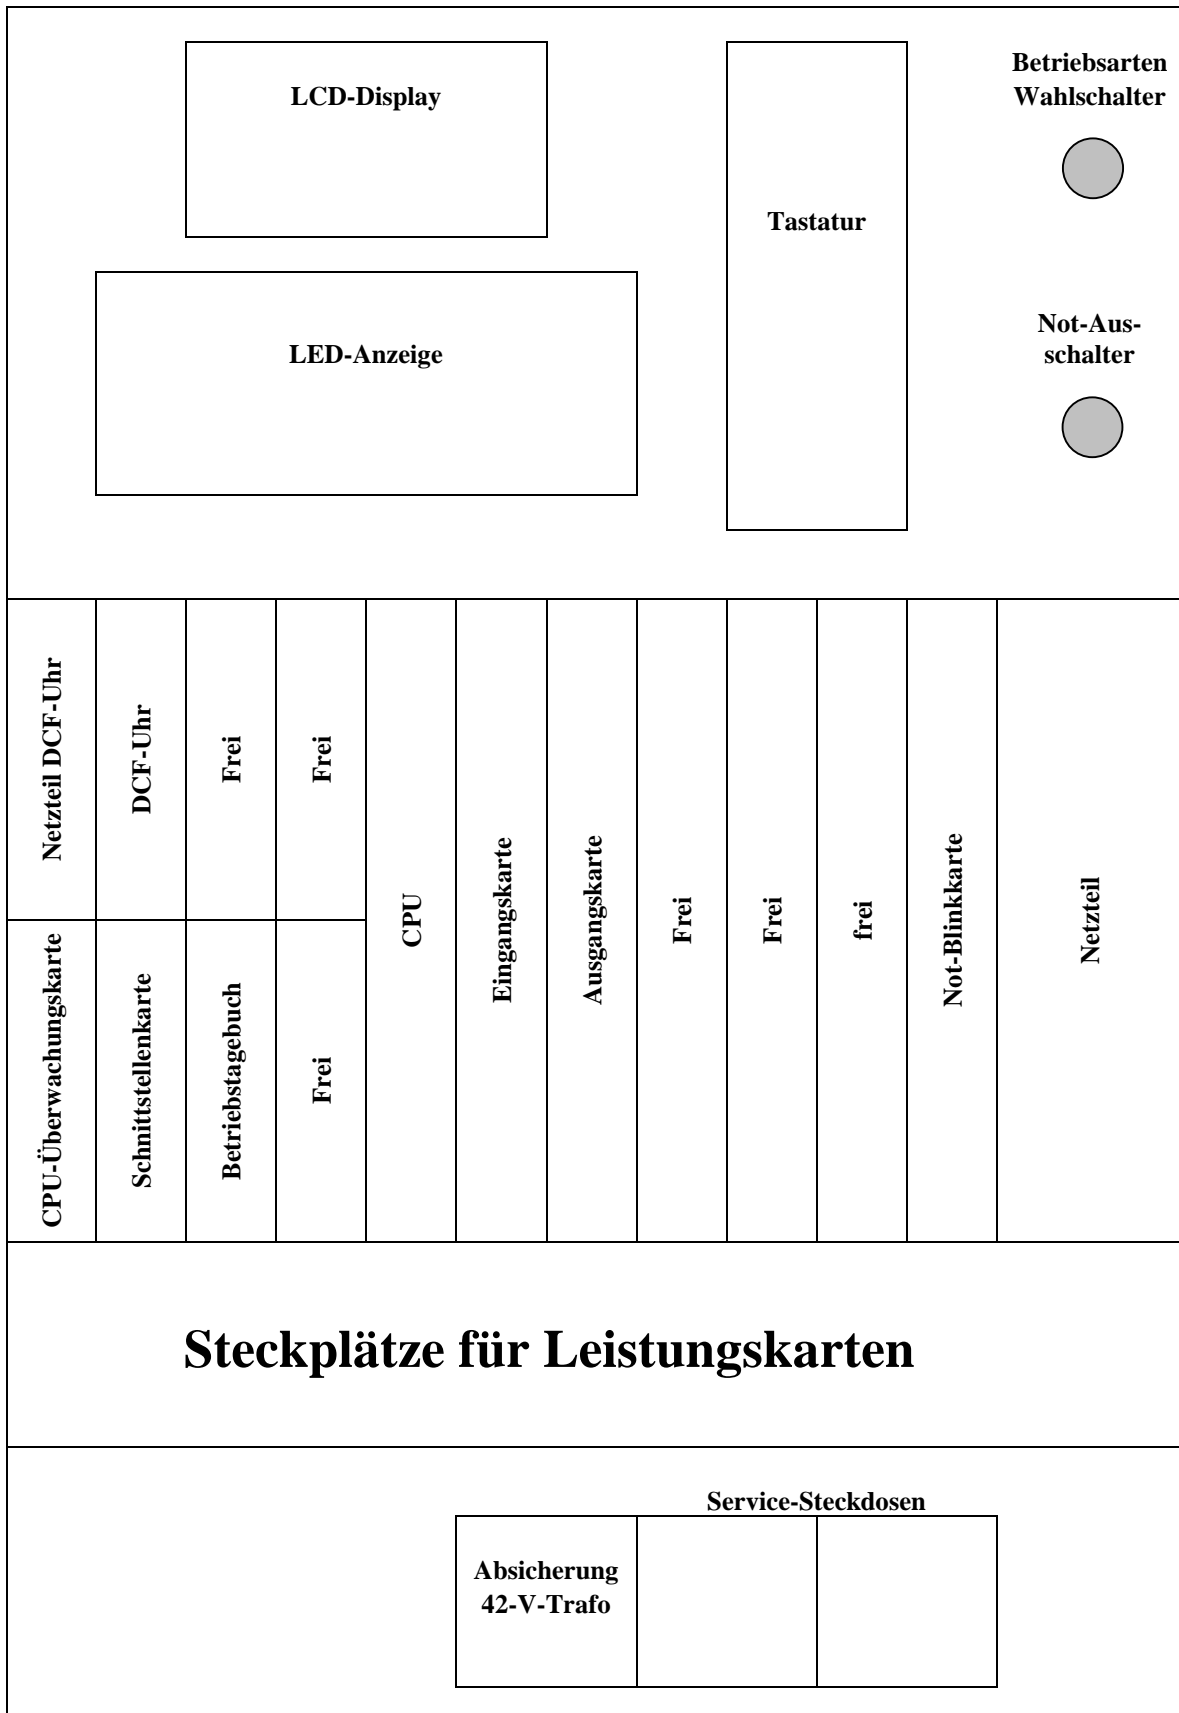 LCD-Display
Betriebsarten
Wahlschalter
Tastatur
LED-Anzeige
Not-Aus-
schalter
Netzteil DCF-Uhr
DCF-Uhr
Frei
Frei
CPU-Überwachungskarte
Schnittstellenkarte
Betriebstagebuch
Frei
CPU
Eingangskarte
Ausgangskarte
Frei
Frei
frei
Not-Blinkkarte
Netzteil
Steckplätze für Leistungskarten
Service-Steckdosen
Absicherung
42-V-Trafo